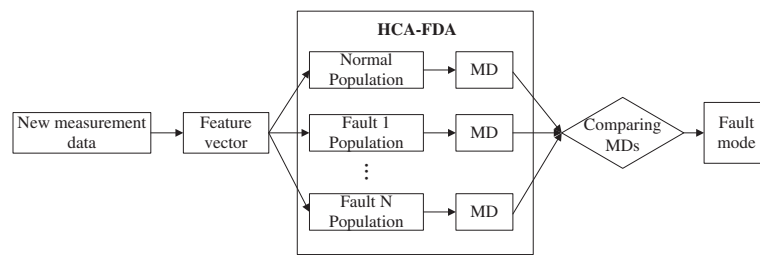 HCA-FDA
Normal
Population
MD
New measurement
data
Feature
vector
Fault 1
Population
MD
Comparing
MDs
Fault
mode
Fault N
Population
MD